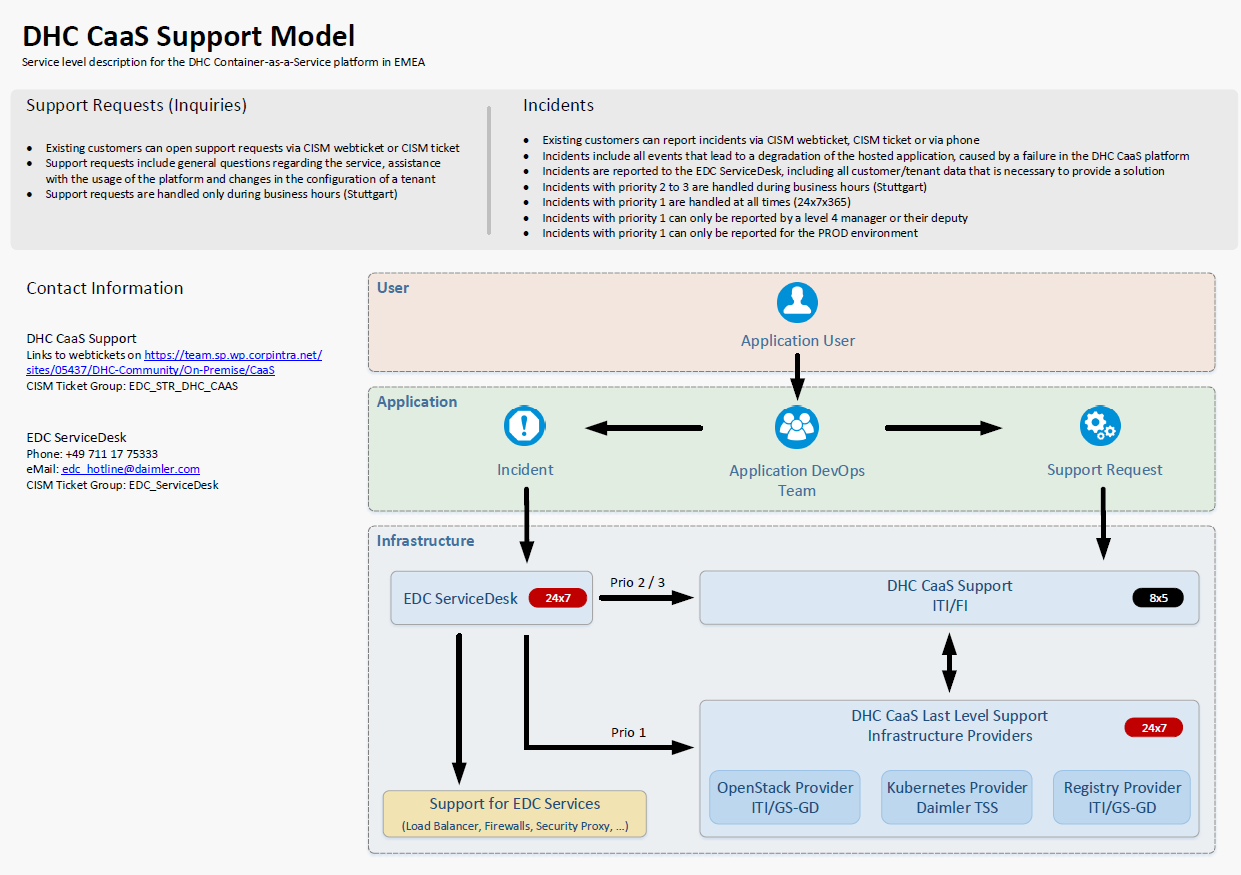 DHC CaaS Support Model
Service level description for the DHC Container-as-a-Service platform in EMEA
Support Requests (Inquiries)
• Existing customers can open support requests via CISM webticket or CISM ticket
• Support requests include general questions regarding the service, assistance
with the usage of the platform and changes in the configuration of a tenant
• Support requests are handled only during business hours (Stuttgart)
Incidents
• Existing customers can report incidents via CISM webticket, CISM ticket or via phone
• Incidents include all events that lead to a degradation of the hosted application, caused by a failure in the DHC CaaS platform
• Incidents are reported to the EDC ServiceDesk, including all customer/tenant data that is necessary to provide a solution
• Incidents with priority 2 to 3 are handled during business hours (Stuttgart)
• Incidents with priority 1 are handled at all times (24x7x365)
• Incidents with priority 1 can only be reported by a level 4 manager or their deputy
• Incidents with priority 1 can only be reported for the PROD environment
Contact Information
DHC CaaS Support
Links to webtickets on https://team.sp.wp.corpintra.net/
sites/05437/DHC-Community/On-Premise/CaaS
CISM Ticket Group: EDC_STR_DHC_CAAS
EDC ServiceDesk
Phone: +49 711 17 75333
eMail: edc_hotline@daimler.com
CISM Ticket Group: EDC_ServiceDesk
User
Application User
Application
Incident
Application DevOps
Team
Support Request
Infrastructure
EDC ServiceDesk
24x7
Prio 2 / 3
DHC CaaS Support
ITI/FI
8x5
Prio 1
DHC CaaS Last Level Support
Infrastructure Providers
24x7
OpenStack Provider
ITI/GS-GD
Kubernetes Provider
Daimler TSS
Registry Provider
ITI/GS-GD
Support for EDC Services
(Load Balancer, Firewalls, Security Proxy, ...)